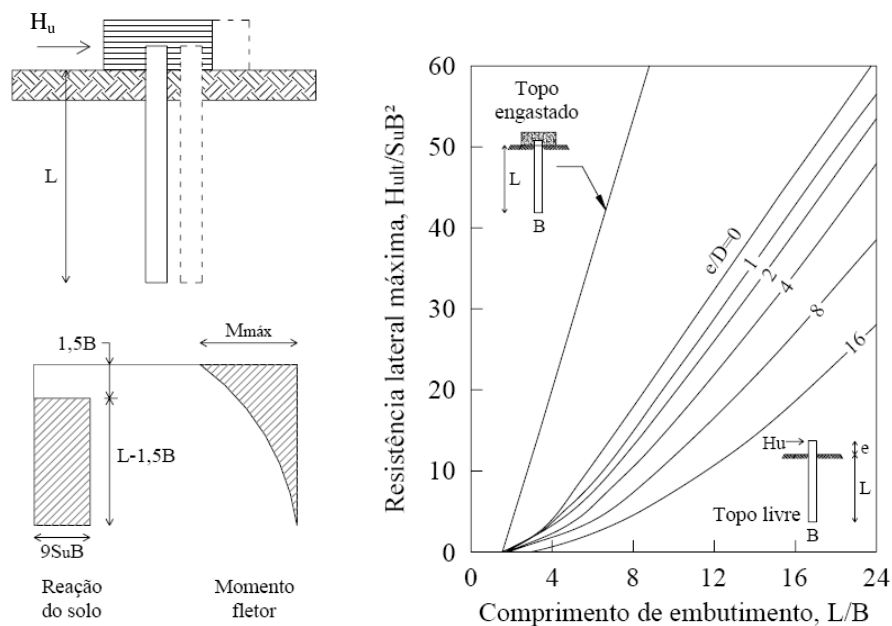 Hu
L
1,5B
Mmáx
L-1,5B
9SuB
Reação
do solo
Momento
fletor
Resistência lateral máxima, Hult/SuB²
60
50
40
30
20
10
0
0
4
8
12
16
24
Comprimento de embutimento, L/B
Topo
engastado
L
B
e/D=0
1
2
4
8
16
Hu
e
L
Topo livre
B